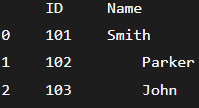 ID Name
0 101 Smith
1 102 Parker
2 103 John